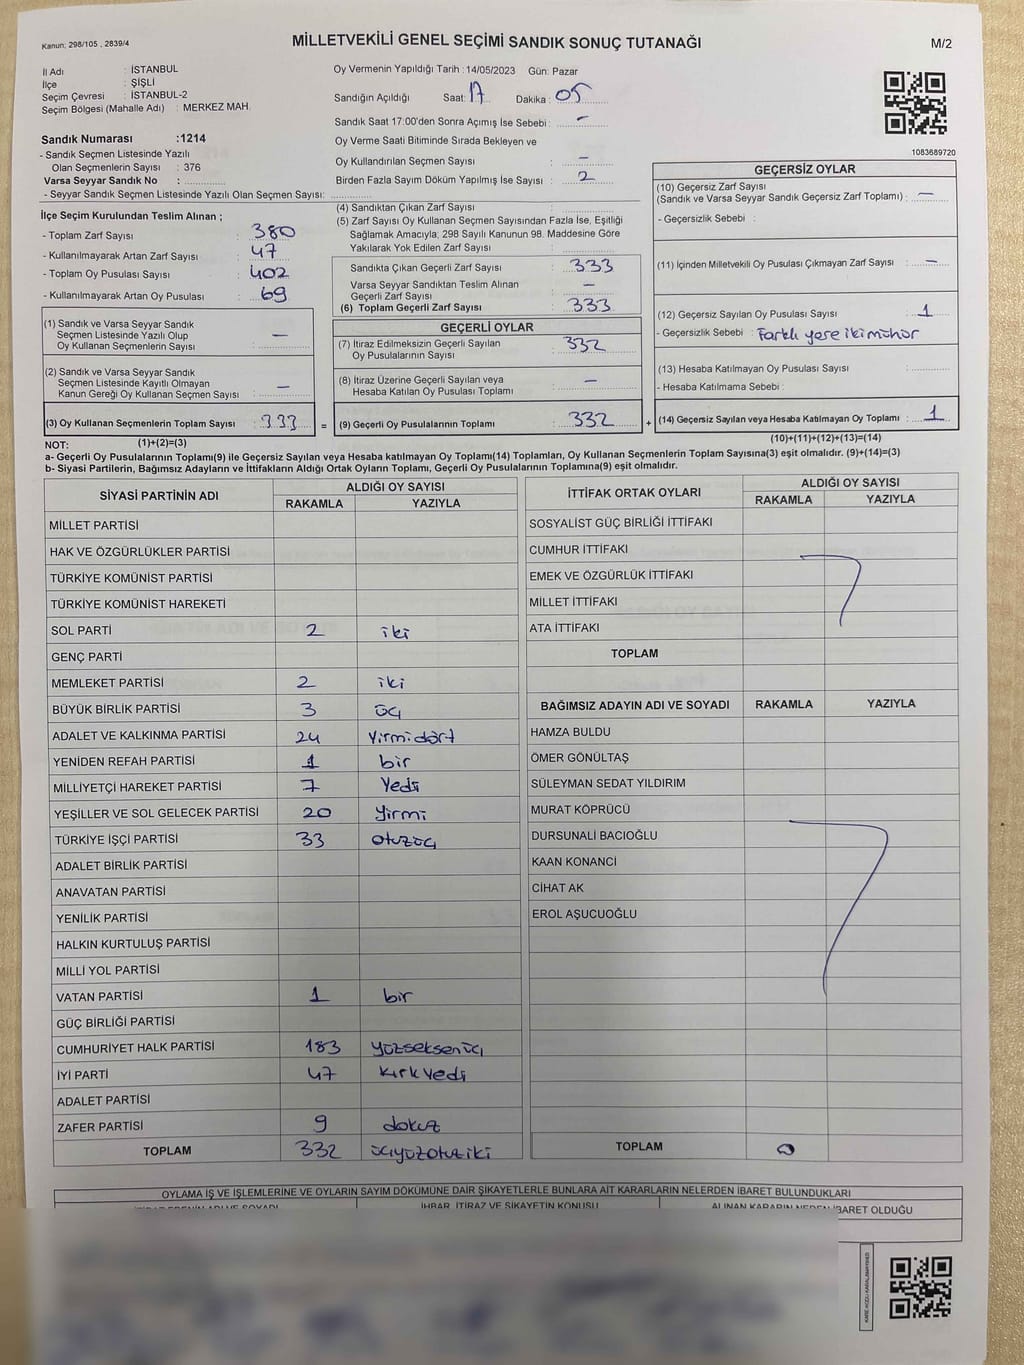 Kanun; 298/105 , 2839/4
MİLLETVEKİLİ GENEL SEÇİMİ SANDIK SONUÇ TUTANAĞI
M/2
İl Adı : İSTANBUL
İlçe : ŞİŞLİ
Seçim Çevresi : İSTANBUL-2
Seçim Bölgesi (Mahalle Adı) : MERKEZ MAH.
Sandık Numarası :1214
- Sandık Seçmen Listesinde Yazılı
Olan Seçmenlerin Sayısı : 376
Varsa Seyyar Sandık No :
- Seyyar Sandık Seçmen Listesinde Yazılı Olan Seçmen Sayısı:
Oy Vermenin Yapıldığı Tarih : 14/05/2023 Gün: Pazar
Sandığın Açıldığı Saat: 17 Dakika : 05
Sandık Saat 17:00'den Sonra Açımış İse Sebebi : -
Oy Verme Saati Bitiminde Sırada Bekleyen ve
Oy Kullandırılan Seçmen Sayısı : -
Birden Fazla Sayım Döküm Yapılmış İse Sayısı : 2
1083689720
İlçe Seçim Kurulundan Teslim Alınan ;
- Toplam Zarf Sayısı : 380
- Kullanılmayarak Artan Zarf Sayısı : 47
- Toplam Oy Pusulası Sayısı : 402
- Kullanılmayarak Artan Oy Pusulası : 69
(1) Sandık ve Varsa Seyyar Sandık
Seçmen Listesinde Yazılı Olup
Oy Kullanan Seçmenlerin Sayısı : -
(2) Sandık ve Varsa Seyyar Sandık
Seçmen Listesinde Kayıtlı Olmayan
Kanun Gereği Oy Kullanan Seçmen Sayısı : -
(3) Oy Kullanan Seçmenlerin Toplam Sayısı : 333
(4) Sandıktan Çıkan Zarf Sayısı :
(5) Zarf Sayısı Oy Kullanan Seçmen Sayısından Fazla İse, Eşitliği
Sağlamak Amacıyla, 298 Sayılı Kanunun 98. Maddesine Göre
Yakılarak Yok Edilen Zarf Sayısı :
Sandıkta Çıkan Geçerli Zarf Sayısı : 333
Varsa Seyyar Sandıktan Teslim Alınan
Geçerli Zarf Sayısı : -
(6) Toplam Geçerli Zarf Sayısı : 333
GEÇERLİ OYLAR
(7) İtiraz Edilmeksizin Geçerli Sayılan
Oy Pusulalarının Sayısı : 332
(8) İtiraz Üzerine Geçerli Sayılan veya
Hesaba Katılan Oy Pusulası Toplamı : -
= (9) Geçerli Oy Pusulalarının Toplamı : 332
GEÇERSİZ OYLAR
(10) Geçersiz Zarf Sayısı
(Sandık ve Varsa Seyyar Sandık Geçersiz Zarf Toplamı) : -
- Geçersizlik Sebebi :
(11) İçinden Milletvekili Oy Pusulası Çıkmayan Zarf Sayısı : -
(12) Geçersiz Sayılan Oy Pusulası Sayısı : 1
- Geçersizlik Sebebi : Farklı yere iki mühür
(13) Hesaba Katılmayan Oy Pusulası Sayısı :
- Hesaba Katılmama Sebebi :
+ (14) Geçersiz Sayılan veya Hesaba Katılmayan Oy Toplamı : 1
NOT: (1)+(2)=(3)
(10)+(11)+(12)+(13)=(14)
a- Geçerli Oy Pusulalarının Toplamı(9) ile Geçersiz Sayılan veya Hesaba katılmayan Oy Toplamı(14) Toplamları, Oy Kullanan Seçmenlerin Toplam Sayısına(3) eşit olmalıdır. (9)+(14)=(3)
b- Siyasi Partilerin, Bağımsız Adayların ve İttifakların Aldığı Ortak Oyların Toplamı, Geçerli Oy Pusulalarının Toplamına(9) eşit olmalıdır.
SİYASİ PARTİNİN ADI ALDIĞI OY SAYISI
RAKAMLA YAZIYLA
MİLLET PARTİSİ
HAK VE ÖZGÜRLÜKLER PARTİSİ
TÜRKİYE KOMÜNİST PARTİSİ
TÜRKİYE KOMÜNİST HAREKETİ
SOL PARTİ 2 iki
GENÇ PARTİ
MEMLEKET PARTİSİ 2 iki
BÜYÜK BİRLİK PARTİSİ 3 üç
ADALET VE KALKINMA PARTİSİ 24 Yirmidört
YENİDEN REFAH PARTİSİ 1 bir
MİLLİYETÇİ HAREKET PARTİSİ 7 Yedi
YEŞİLLER VE SOL GELECEK PARTİSİ 20 Yirmi
TÜRKİYE İŞÇİ PARTİSİ 33 otuzüç
ADALET BİRLİK PARTİSİ
ANAVATAN PARTİSİ
YENİLİK PARTİSİ
HALKIN KURTULUŞ PARTİSİ
MİLLİ YOL PARTİSİ
VATAN PARTİSİ 1 bir
GÜÇ BİRLİĞİ PARTİSİ
CUMHURİYET HALK PARTİSİ 183 yüzseksenüç
İYİ PARTİ 47 kırkyedi
ADALET PARTİSİ
ZAFER PARTİSİ 9 dokuz
TOPLAM 332 üçyüzotuziki
İTTİFAK ORTAK OYLARI ALDIĞI OY SAYISI
RAKAMLA YAZIYLA
SOSYALİST GÜÇ BİRLİĞİ İTTİFAKI
CUMHUR İTTİFAKI
EMEK VE ÖZGÜRLÜK İTTİFAKI
MİLLET İTTİFAKI
ATA İTTİFAKI
TOPLAM
BAĞIMSIZ ADAYIN ADI VE SOYADI RAKAMLA YAZIYLA
HAMZA BULDU
ÖMER GÖNÜLTAŞ
SÜLEYMAN SEDAT YILDIRIM
MURAT KÖPRÜCÜ
DURSUNALİ BACIOĞLU
KAAN KONANCİ
CİHAT AK
EROL AŞUCUOĞLU
TOPLAM 0
OYLAMA İŞ VE İŞLEMLERİNE VE OYLARIN SAYIM DÖKÜMÜNE DAİR ŞİKAYETLERLE BUNLARA AİT KARARLARIN NELERDEN İBARET BULUNDUKLARI
İHBAR, İTİRAZ VE ŞİKAYETİN KONUSU
ALINAN KARARIN NEDEN İBARET OLDUĞU